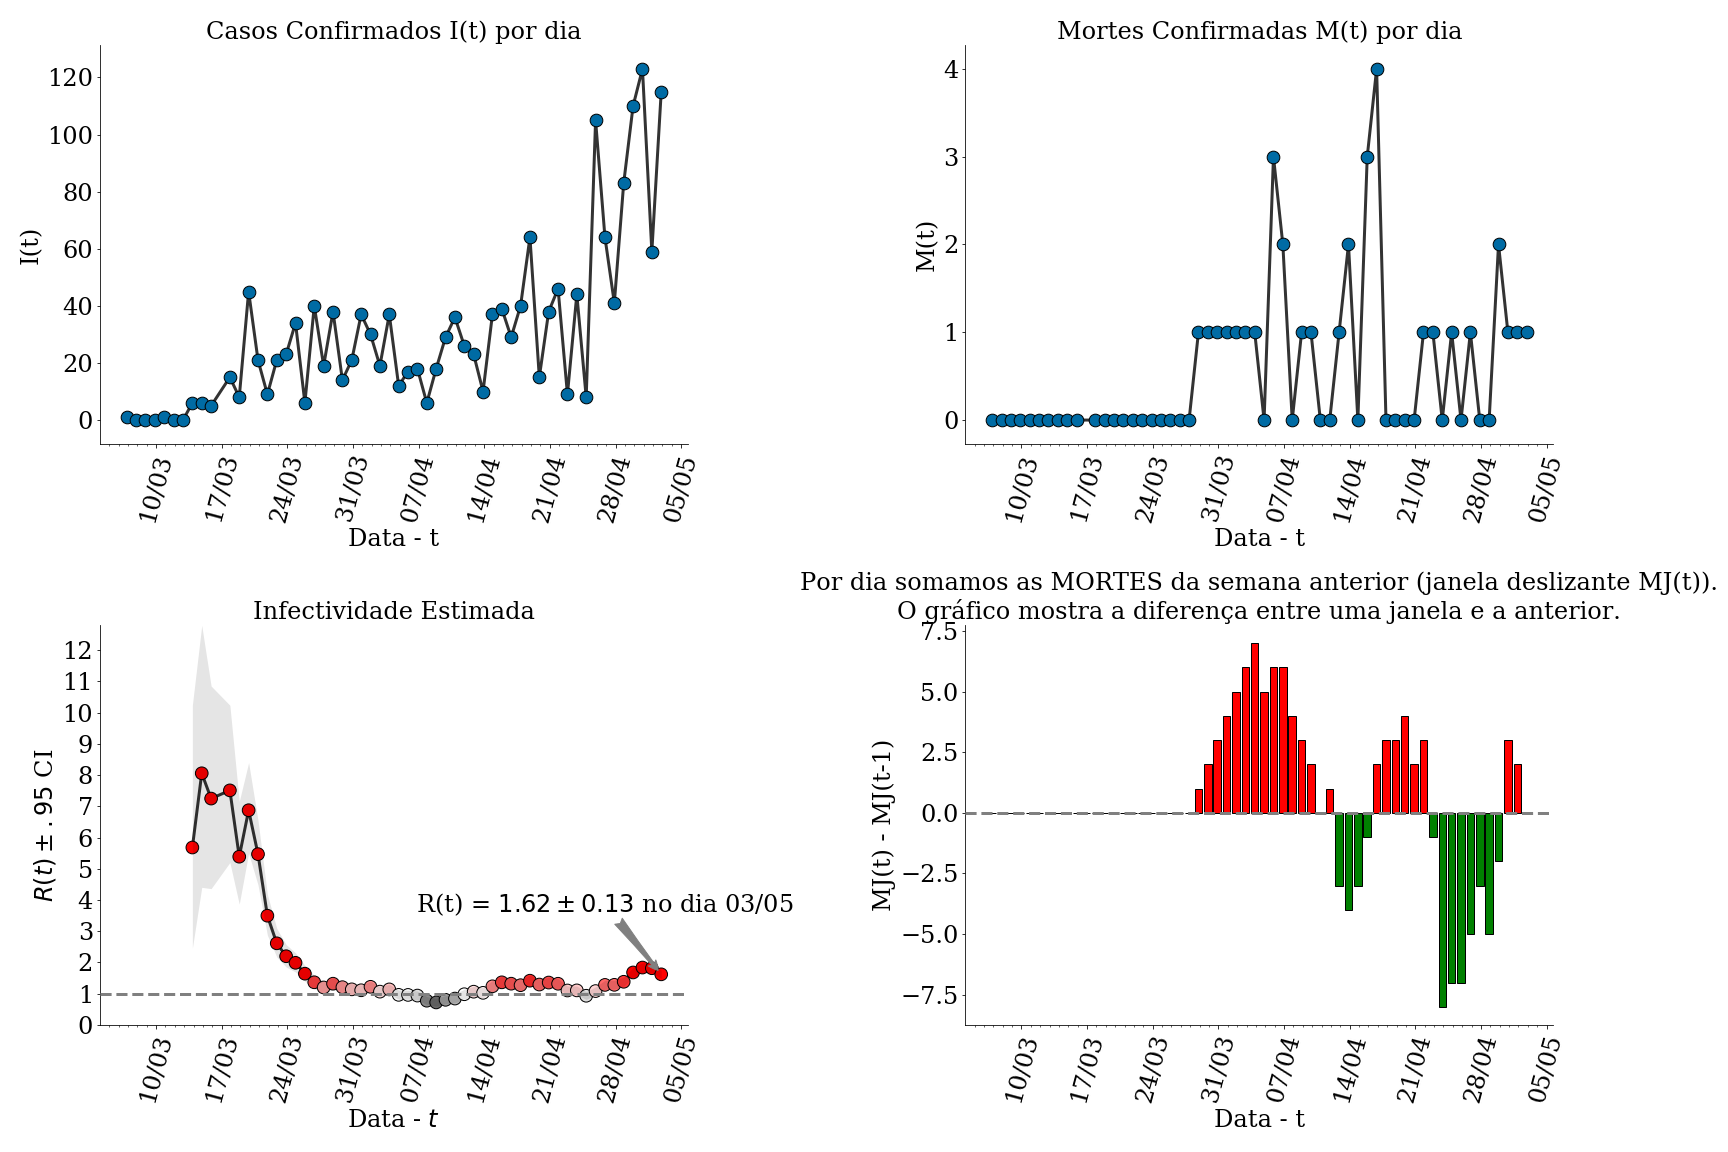 Casos Confirmados I(t) por dia
I(t)
120
100
80
60
40
20
0
10/03 17/03 24/03 31/03 07/04 14/04 21/04 28/04 05/05
Data - t
Mortes Confirmadas M(t) por dia
M(t)
4
3
2
1
0
10/03 17/03 24/03 31/03 07/04 14/04 21/04 28/04 05/05
Data - t
Infectividade Estimada
R(t) ± .95 CI
12
11
10
9
8
7
6
5
4
3
2
1
0
R(t) = 1.62 ± 0.13 no dia 03/05
10/03 17/03 24/03 31/03 07/04 14/04 21/04 28/04 05/05
Data - t
Por dia somamos as MORTES da semana anterior (janela deslizante MJ(t)).
O gráfico mostra a diferença entre uma janela e a anterior.
MJ(t) - MJ(t-1)
7.5
5.0
2.5
0.0
−2.5
−5.0
−7.5
10/03 17/03 24/03 31/03 07/04 14/04 21/04 28/04 05/05
Data - t